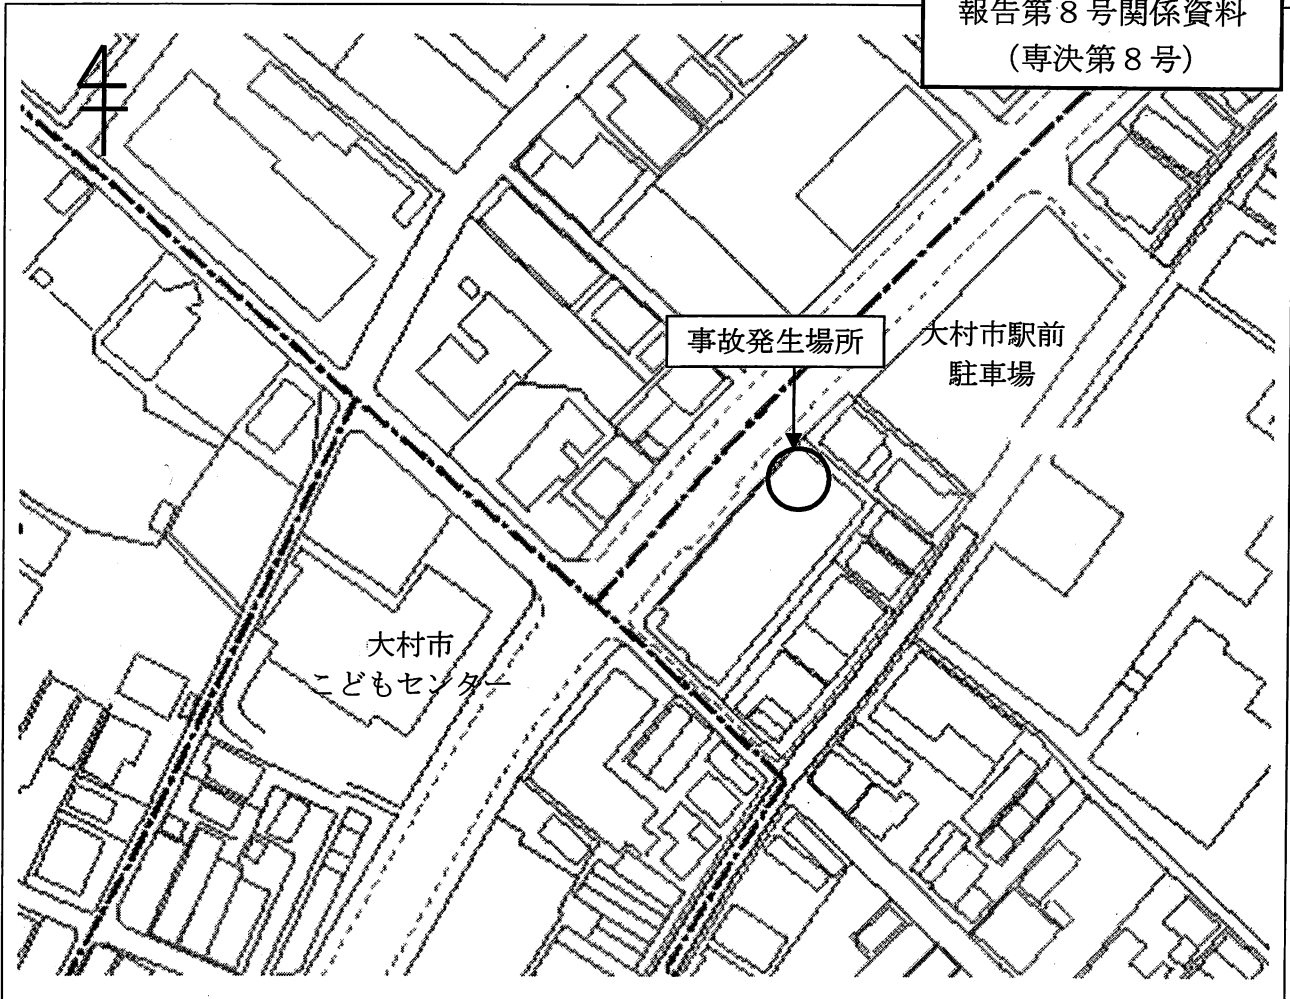 報告第８号関係資料
（専決第８号）
事故発生場所
大村市駅前
駐車場
大村市
こどもセンター